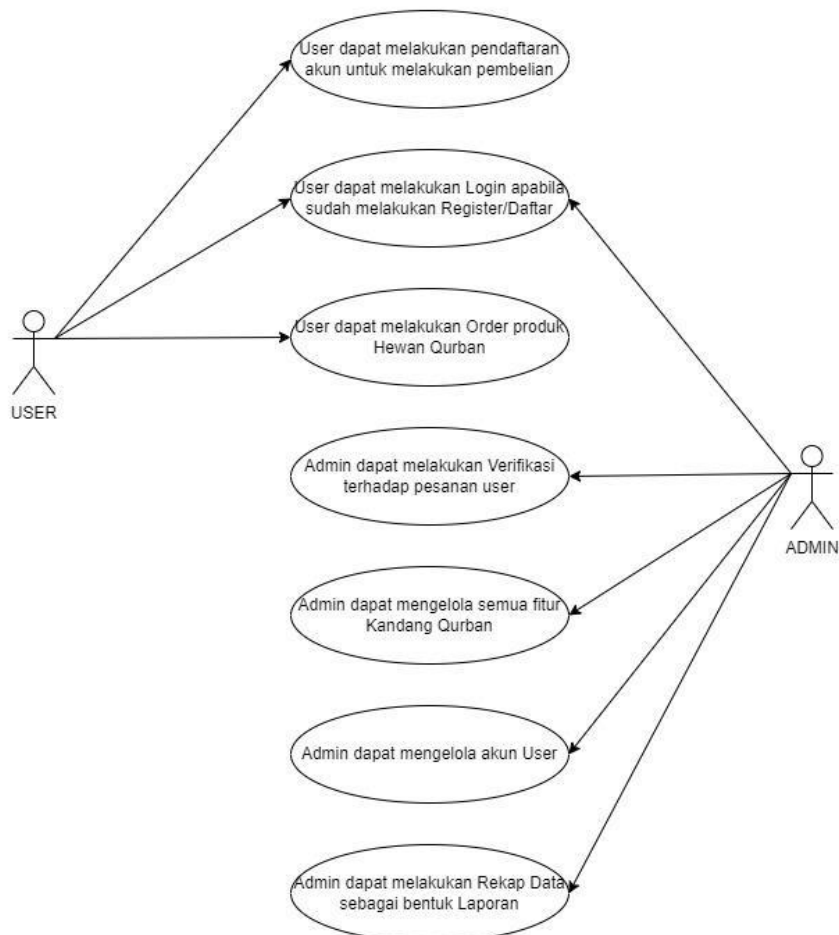 User dapat melakukan pendaftaran
akun untuk melakukan pembelian
User dapat melakukan Login apabila
sudah melakukan Register/Daftar
User dapat melakukan Order produk
Hewan Qurban
USER
Admin dapat melakukan Verifikasi
terhadap pesanan user
ADMIN
Admin dapat mengelola semua fitur
Kandang Qurban
Admin dapat mengelola akun User
Admin dapat melakukan Rekap Data
sebagai bentuk Laporan